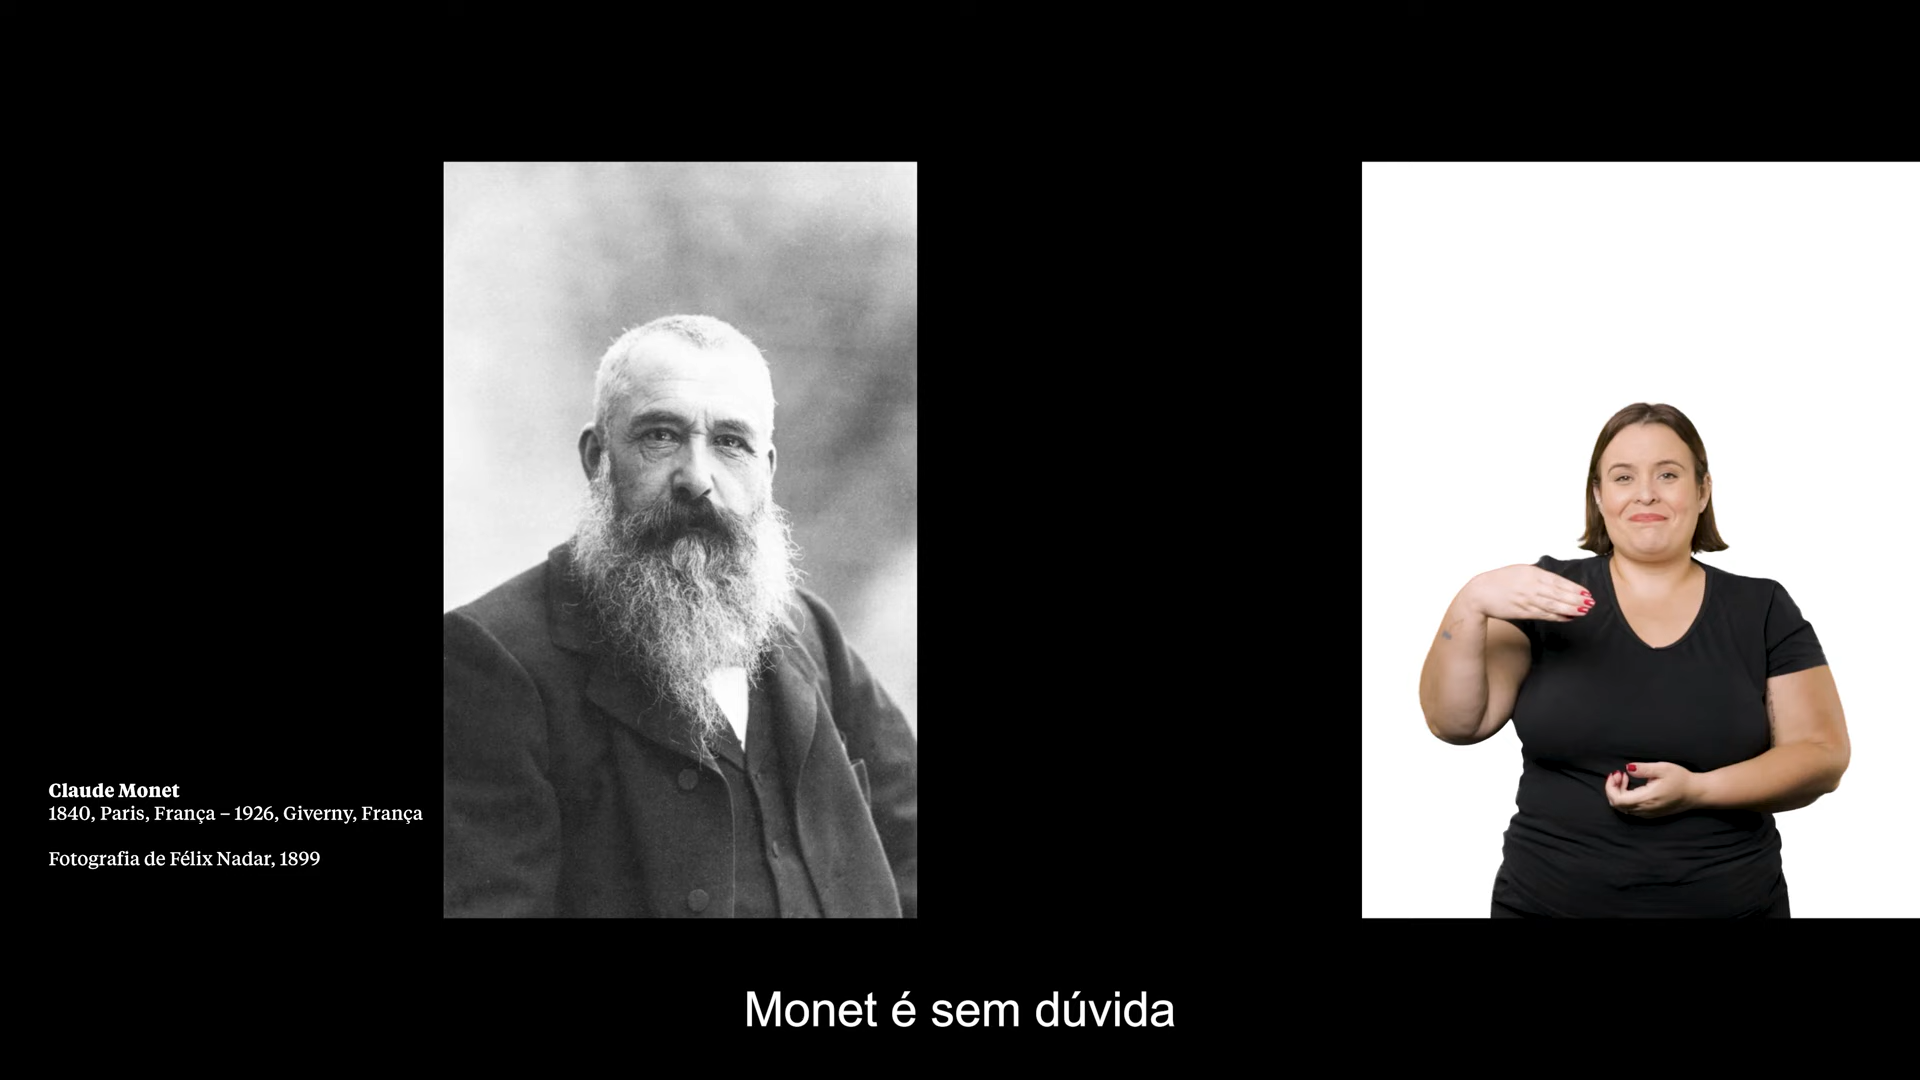 Claude Monet
1840, Paris, França – 1926, Giverny, França
Fotografia de Félix Nadar, 1899
Monet é sem dúvida